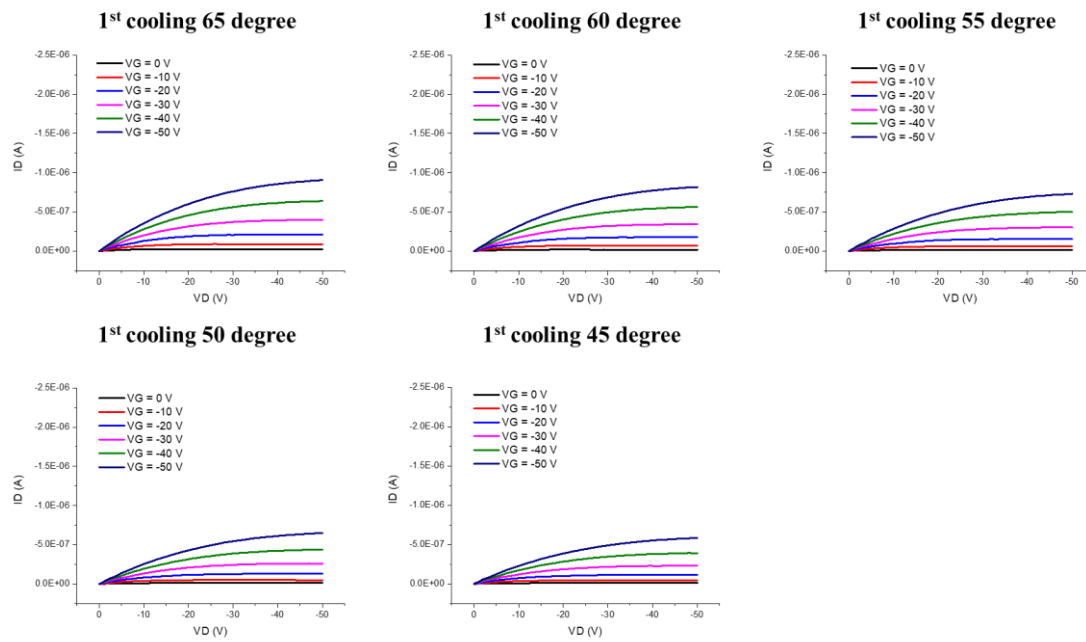 1st cooling 65 degree
-2.5E-06
-2.0E-06
-1.5E-06
-1.0E-06
-5.0E-07
0.0E+00
ID (A)
VG = 0 V
VG = -10 V
VG = -20 V
VG = -30 V
VG = -40 V
VG = -50 V
0 -10 -20 -30 -40 -50
VD (V)
1st cooling 60 degree
-2.5E-06
-2.0E-06
-1.5E-06
-1.0E-06
-5.0E-07
0.0E+00
ID (A)
VG = 0 V
VG = -10 V
VG = -20 V
VG = -30 V
VG = -40 V
VG = -50 V
0 -10 -20 -30 -40 -50
VD (V)
1st cooling 55 degree
-2.5E-06
-2.0E-06
-1.5E-06
-1.0E-06
-5.0E-07
0.0E+00
ID (A)
VG = 0 V
VG = -10 V
VG = -20 V
VG = -30 V
VG = -40 V
VG = -50 V
0 -10 -20 -30 -40 -50
VD (V)
1st cooling 50 degree
-2.5E-06
-2.0E-06
-1.5E-06
-1.0E-06
-5.0E-07
0.0E+00
ID (A)
VG = 0 V
VG = -10 V
VG = -20 V
VG = -30 V
VG = -40 V
VG = -50 V
0 -10 -20 -30 -40 -50
VD (V)
1st cooling 45 degree
-2.5E-06
-2.0E-06
-1.5E-06
-1.0E-06
-5.0E-07
0.0E+00
ID (A)
VG = 0 V
VG = -10 V
VG = -20 V
VG = -30 V
VG = -40 V
VG = -50 V
0 -10 -20 -30 -40 -50
VD (V)